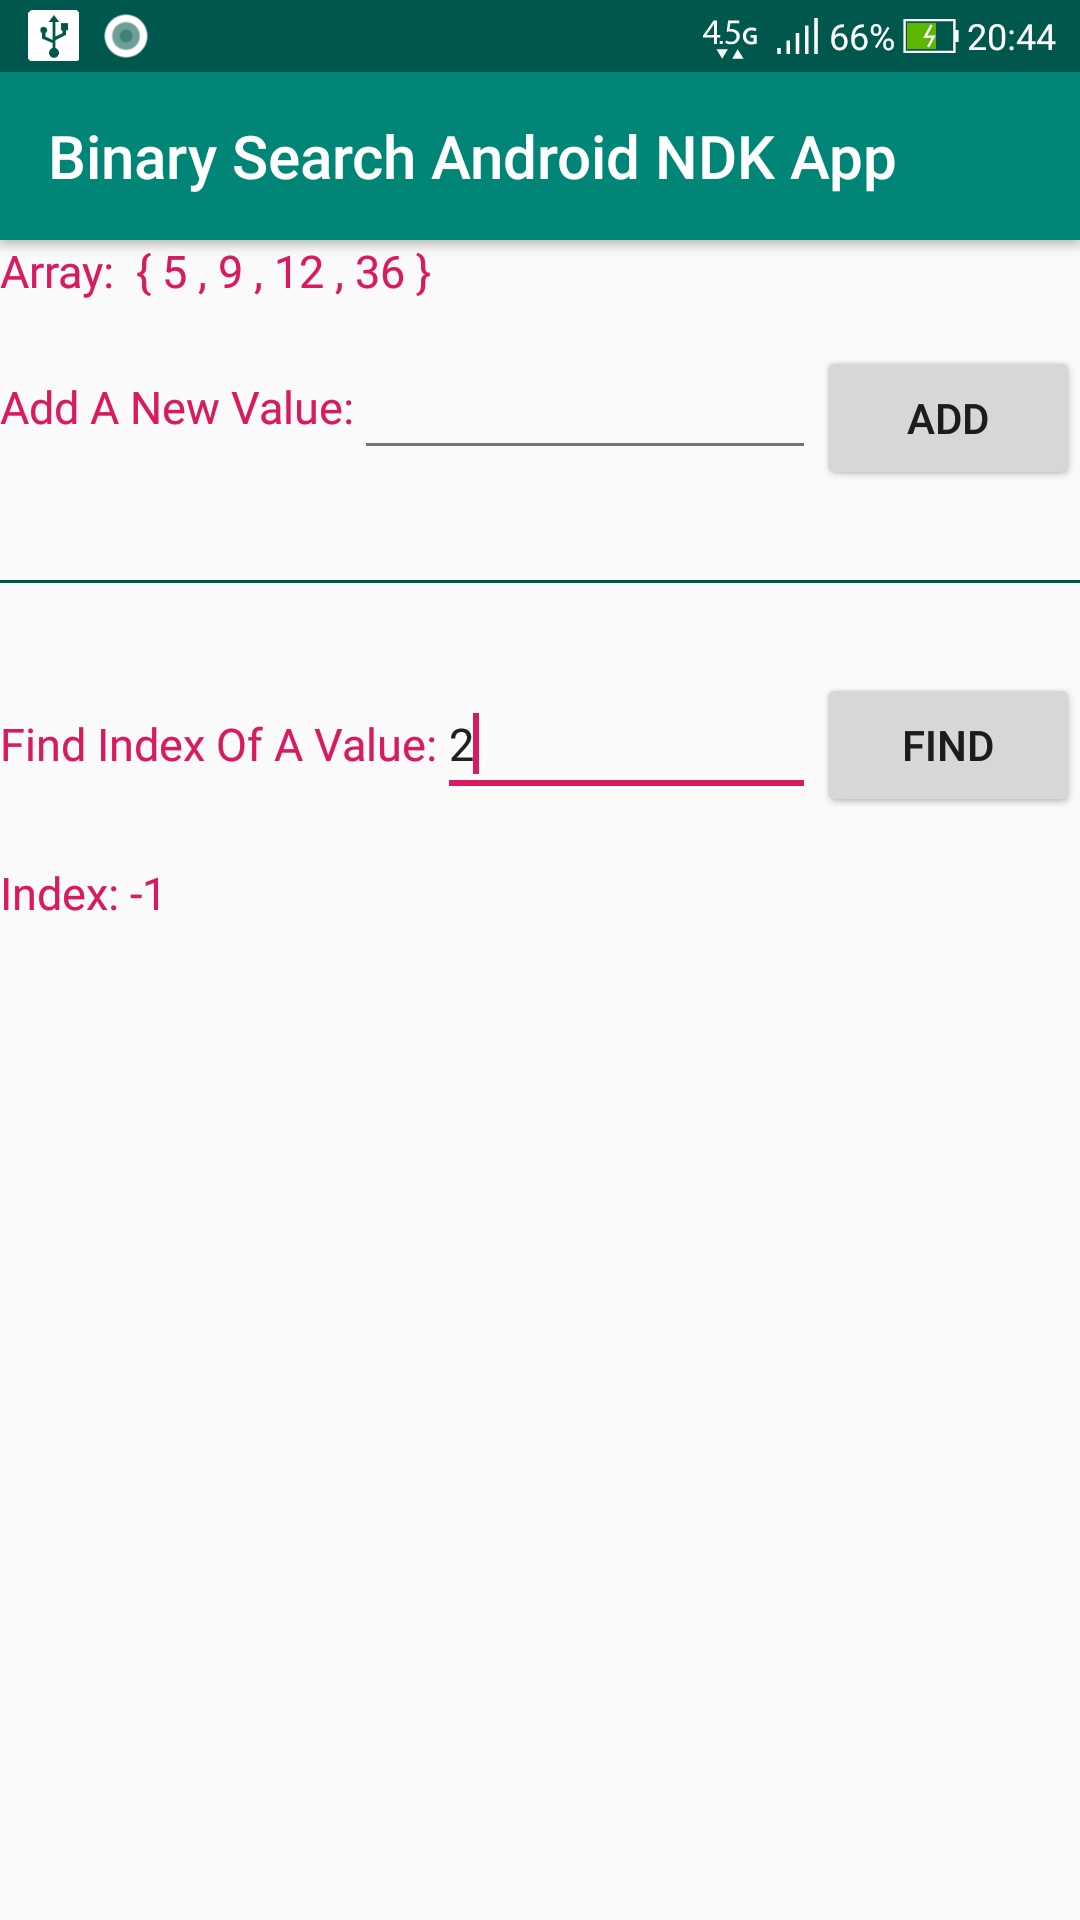 4.5G 66% 20:44
Binary Search Android NDK App
Array:  { 5 , 9 , 12 , 36 }
Add A New Value: ADD
Find Index Of A Value: 2 FIND
Index: -1